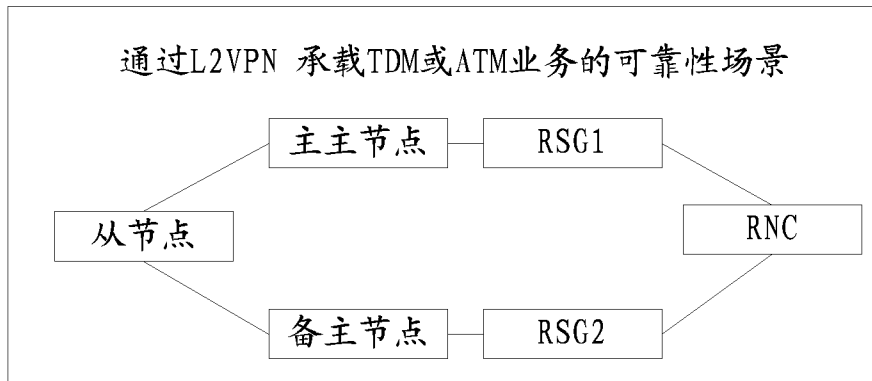 通过L2VPN 承载TDM或ATM业务的可靠性场景
主主节点
RSG1
从节点
RNC
备主节点
RSG2